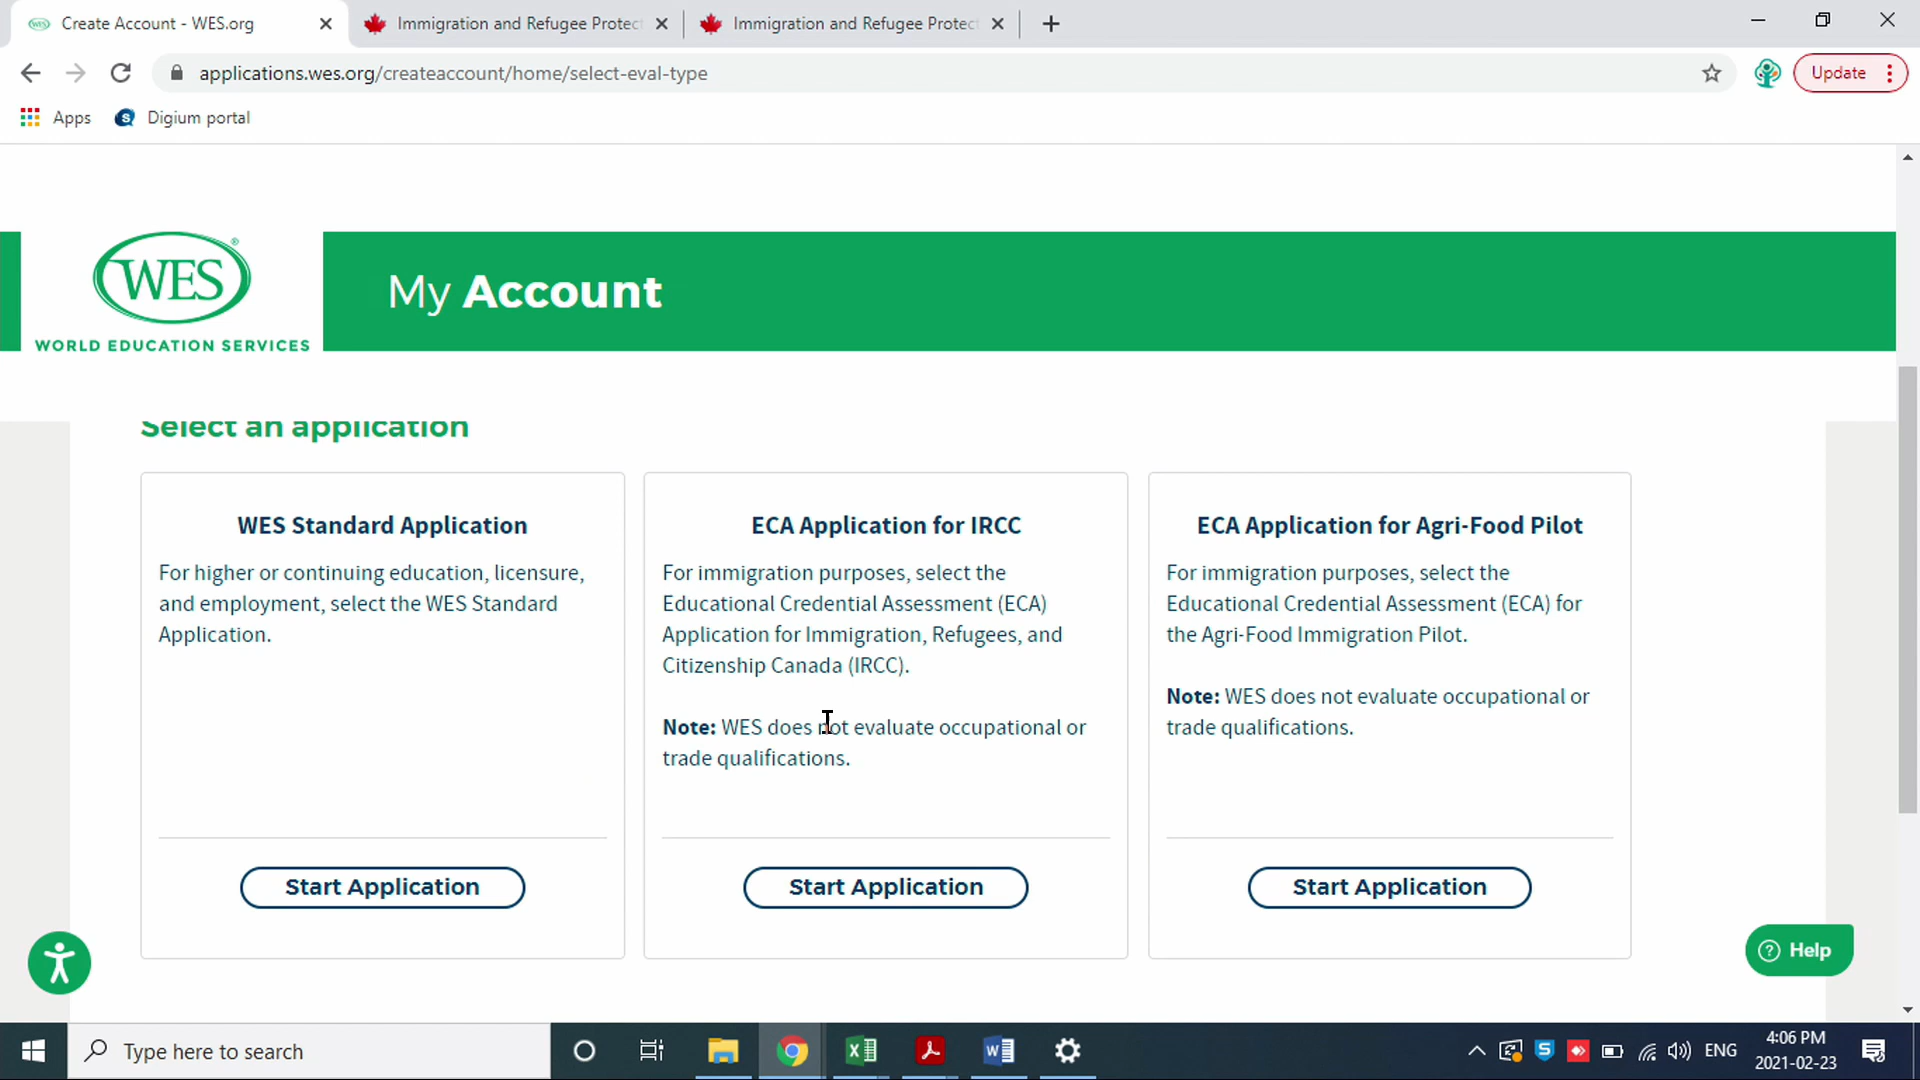 Create Account - WES.org
Immigration and Refugee Protec
Immigration and Refugee Protec
applications.wes.org/createaccount/home/select-eval-type
Update
Apps
Digium portal
WES
WORLD EDUCATION SERVICES
My Account
Select an application
WES Standard Application
For higher or continuing education, licensure,
and employment, select the WES Standard
Application.
Start Application
ECA Application for IRCC
For immigration purposes, select the
Educational Credential Assessment (ECA)
Application for Immigration, Refugees, and
Citizenship Canada (IRCC).
Note: WES does not evaluate occupational or
trade qualifications.
Start Application
ECA Application for Agri-Food Pilot
For immigration purposes, select the
Educational Credential Assessment (ECA) for
the Agri-Food Immigration Pilot.
Note: WES does not evaluate occupational or
trade qualifications.
Start Application
Help
Type here to search
ENG
4:06 PM
2021-02-23